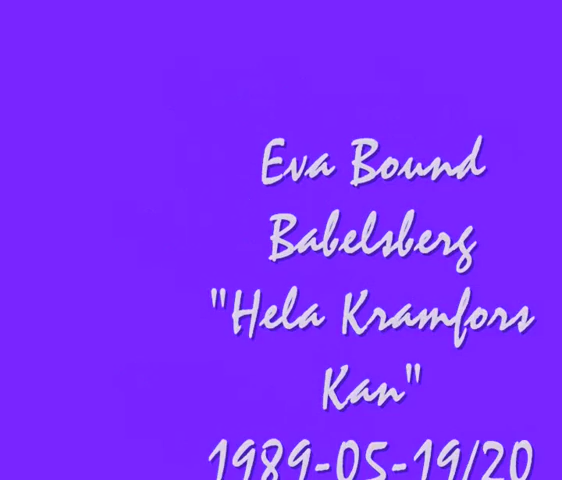 Eva Bound
Babelsberg
"Hela Kramfors
Kan"
1989-05-19/20